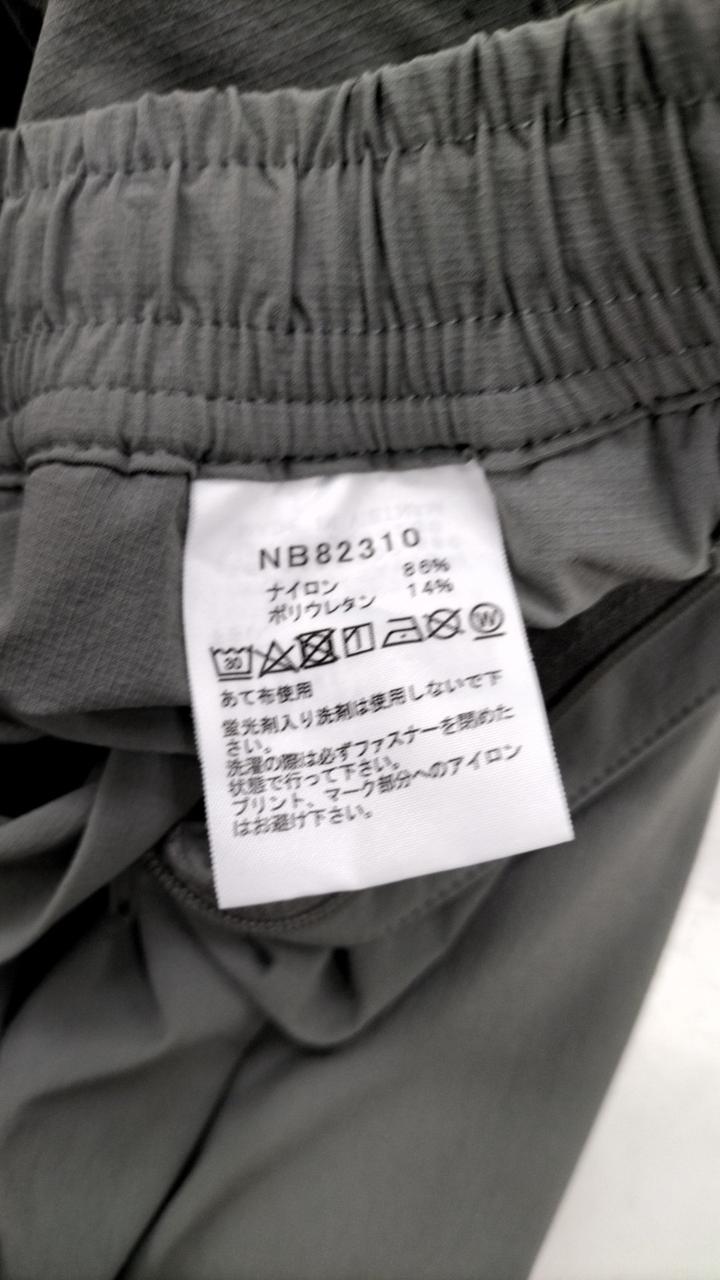 NB82310
ナイロン 86%
ポリウレタン 14%
30 W
あて布使用
蛍光剤入り洗剤は使用しないで下
さい。
洗濯の際は必ずファスナーを閉めた
状態で行って下さい。
プリント、マーク部分へのアイロン
はお避け下さい。